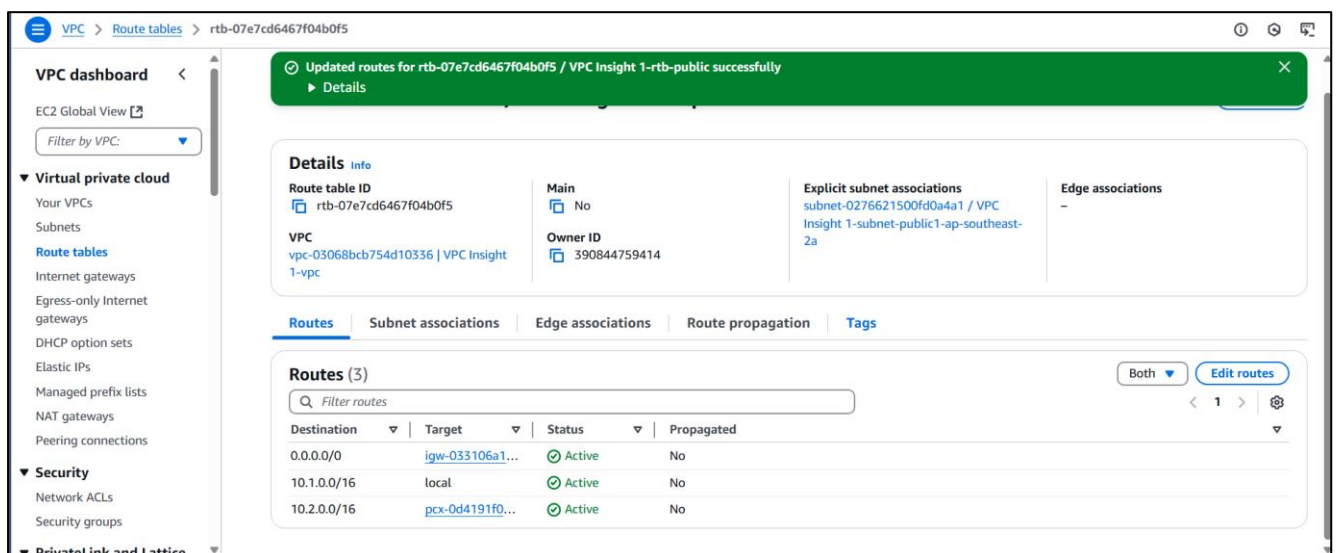 VPC > Route tables > rtb-07e7cd6467f04b0f5
VPC dashboard
EC2 Global View
Filter by VPC:
Virtual private cloud
Your VPCs
Subnets
Route tables
Internet gateways
Egress-only Internet
gateways
DHCP option sets
Elastic IPs
Managed prefix lists
NAT gateways
Peering connections
Security
Network ACLs
Security groups
PrivateLink and Lattice
Updated routes for rtb-07e7cd6467f04b0f5 / VPC Insight 1-rtb-public successfully
Details
Details Info
Route table ID
rtb-07e7cd6467f04b0f5
Main
No
Explicit subnet associations
subnet-0276621500fd0a4a1 / VPC
Insight 1-subnet-public1-ap-southeast-
2a
Edge associations
–
VPC
vpc-03068bcb754d10336 | VPC Insight
1-vpc
Owner ID
390844759414
Routes Subnet associations Edge associations Route propagation Tags
Routes (3)
Both Edit routes
Filter routes
1
Destination Target Status Propagated
0.0.0.0/0 igw-033106a1... Active No
10.1.0.0/16 local Active No
10.2.0.0/16 pcx-0d4191f0... Active No